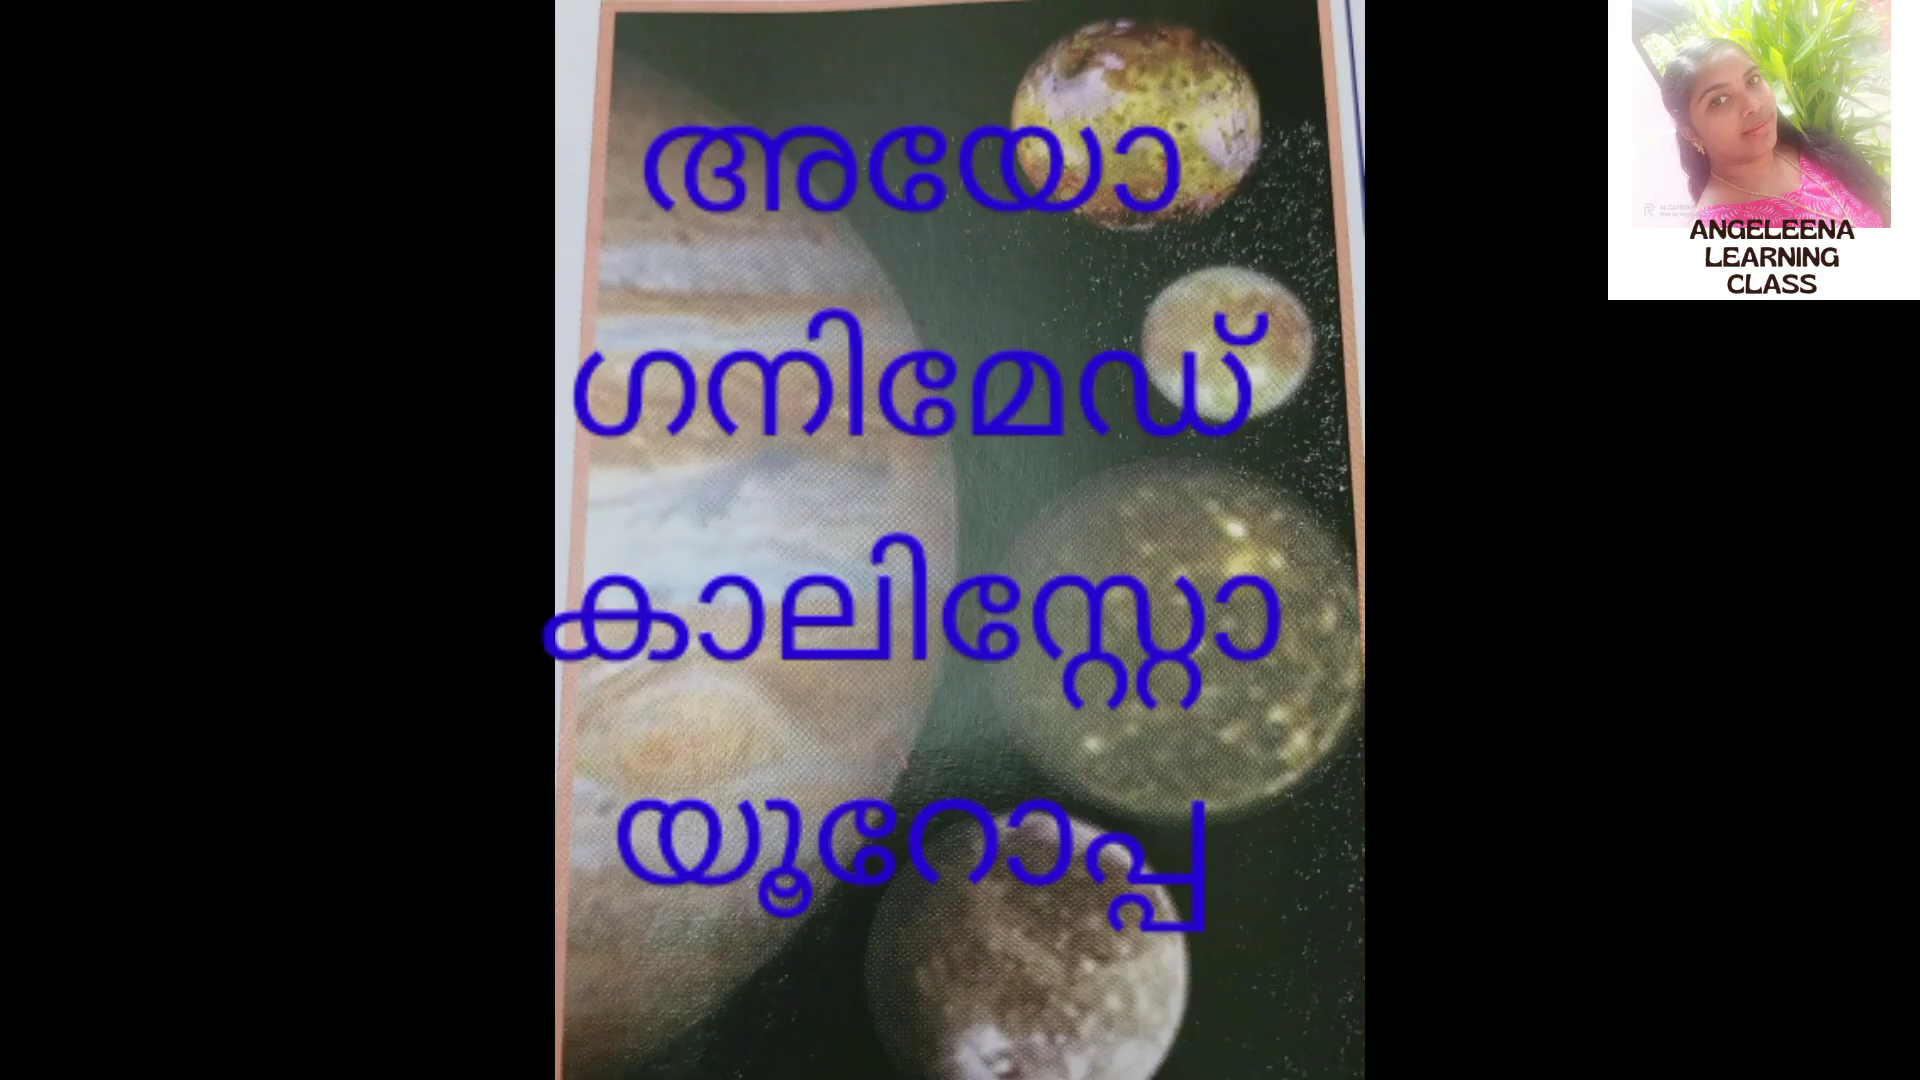 അയോ
ഗനിമേഡ്
കാലിസ്റ്റോ
യൂറോപ്പ
ANGELEENA
LEARNING
CLASS